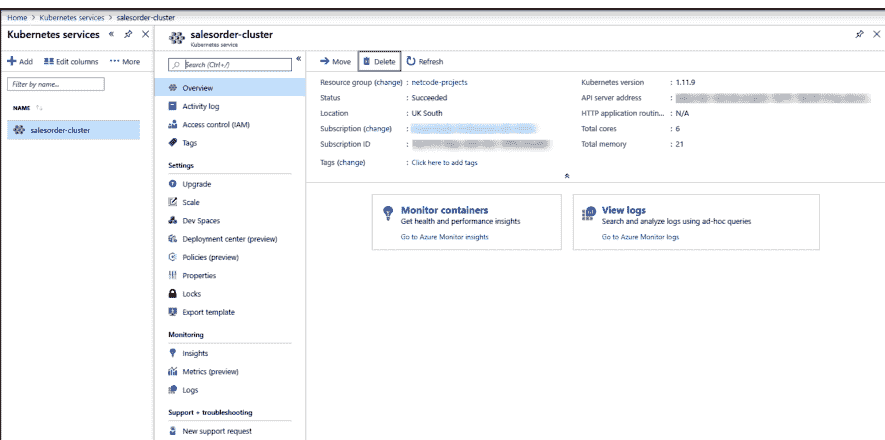 Home > Kubernetes services > salesorder-cluster
Kubernetes services
Add Edit columns More
Filter by name...
NAME
salesorder-cluster
salesorder-cluster
Kubernetes service
Search (Ctrl+/)
Overview
Activity log
Access control (IAM)
Tags
Settings
Upgrade
Scale
Dev Spaces
Deployment center (preview)
Policies (preview)
Properties
Locks
Export template
Monitoring
Insights
Metrics (preview)
Logs
Support + troubleshooting
New support request
Move Delete Refresh
Resource group (change) : netcode-projects
Status : Succeeded
Location : UK South
Subscription (change) :
Subscription ID :
Tags (change) : Click here to add tags
Kubernetes version : 1.11.9
API server address :
HTTP application routin... : N/A
Total cores : 6
Total memory : 21
Monitor containers
Get health and performance insights
Go to Azure Monitor insights
View logs
Search and analyze logs using ad-hoc queries
Go to Azure Monitor logs